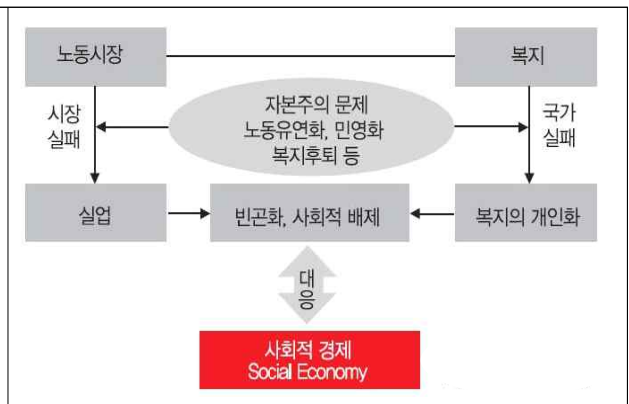 노동시장
복지
자본주의 문제
노동유연화, 민영화
복지후퇴 등
시장
실패
국가
실패
실업
빈곤화, 사회적 배제
복지의 개인화
대
응
사회적 경제
Social Economy